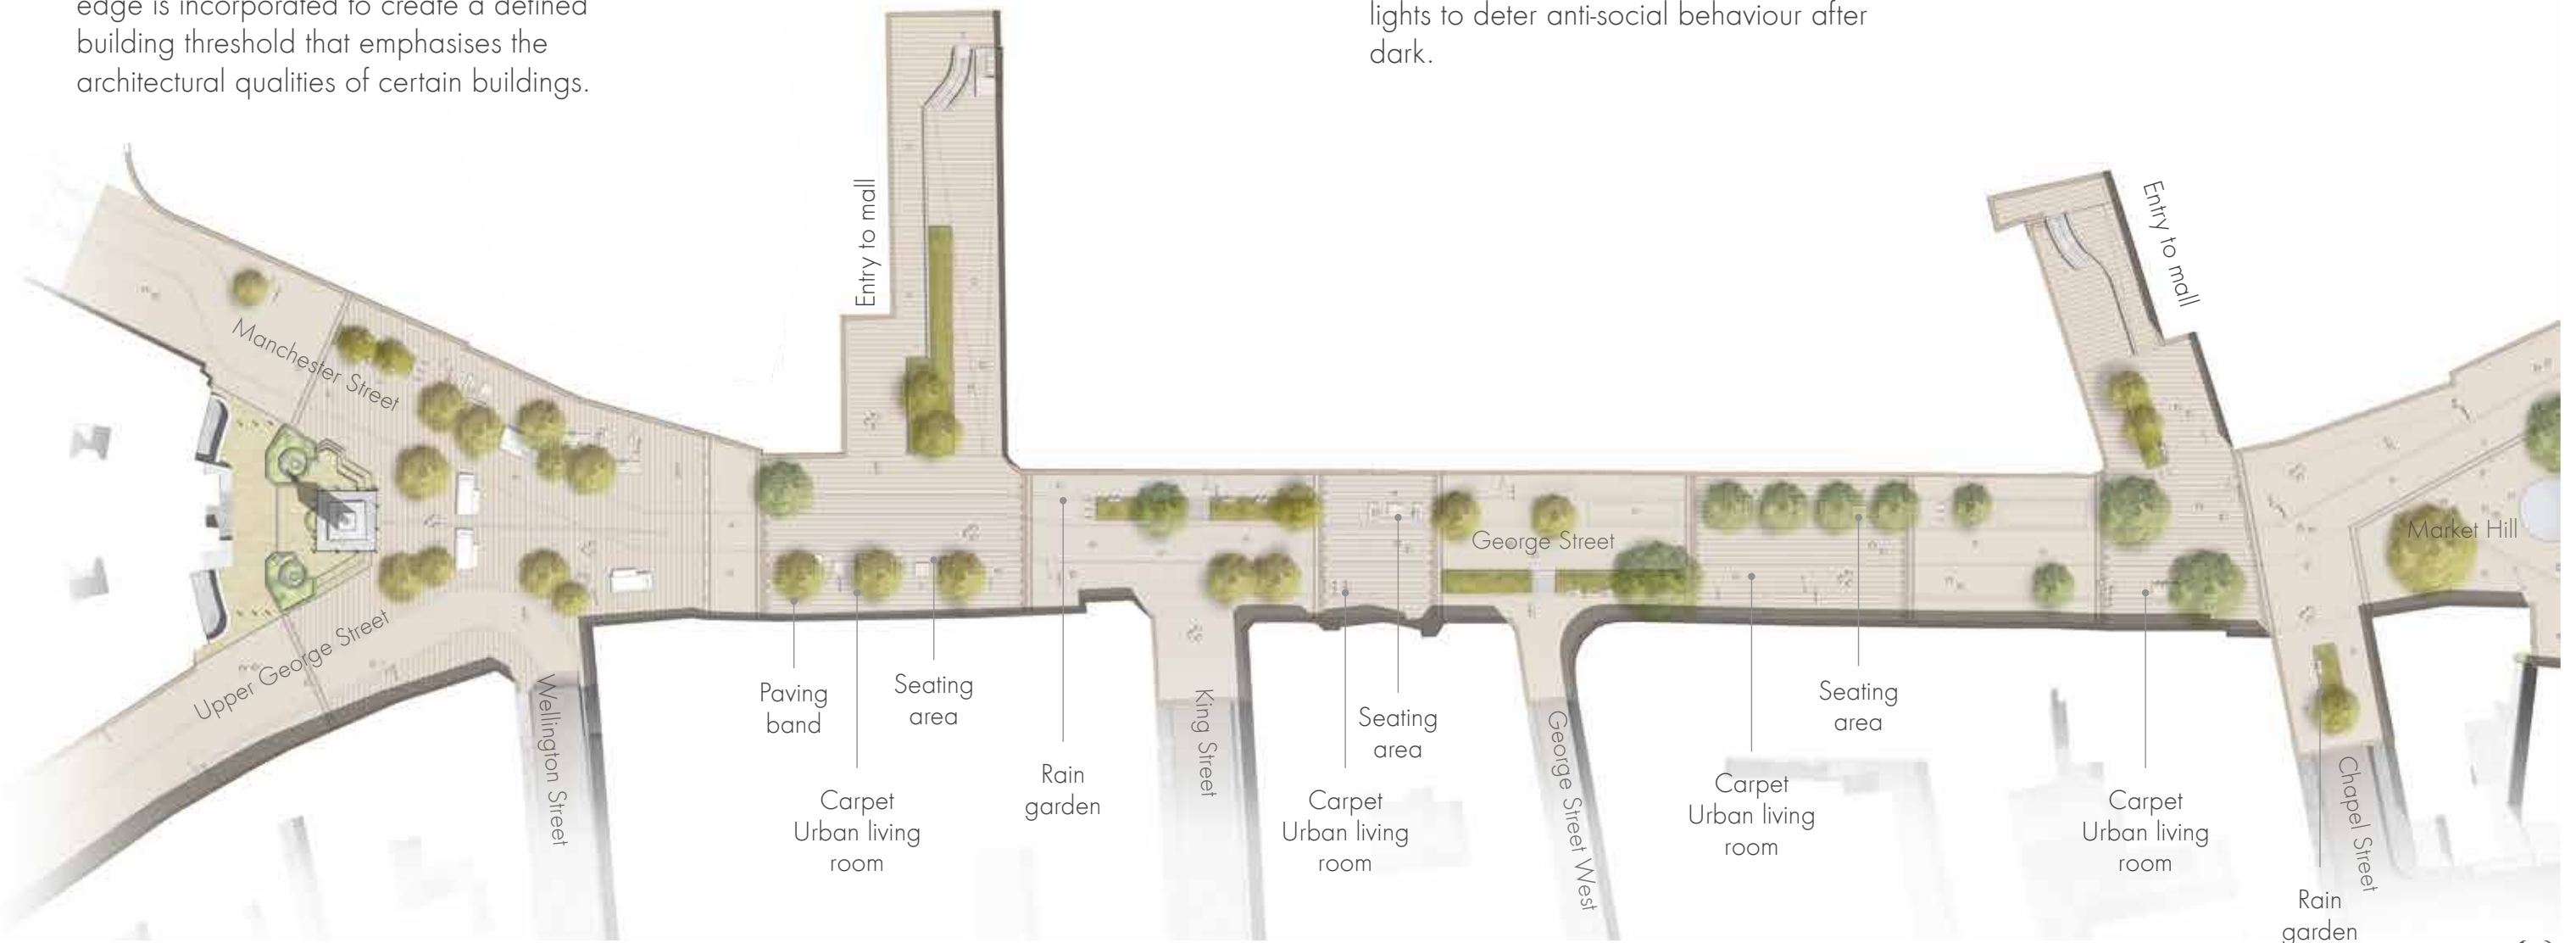 edge is incorporated to create a defined
building threshold that emphasises the
architectural qualities of certain buildings.
lights to deter anti-social behaviour after
dark.
Entry to mall
Entry to mall
Manchester Street
George Street
Market Hill
Upper George Street
Wellington Street
Paving
band
Carpet
Urban living
room
Seating
area
Rain
garden
King Street
Carpet
Urban living
room
Seating
area
George Street West
Carpet
Urban living
room
Seating
area
Carpet
Urban living
room
Chapel Street
Rain
garden